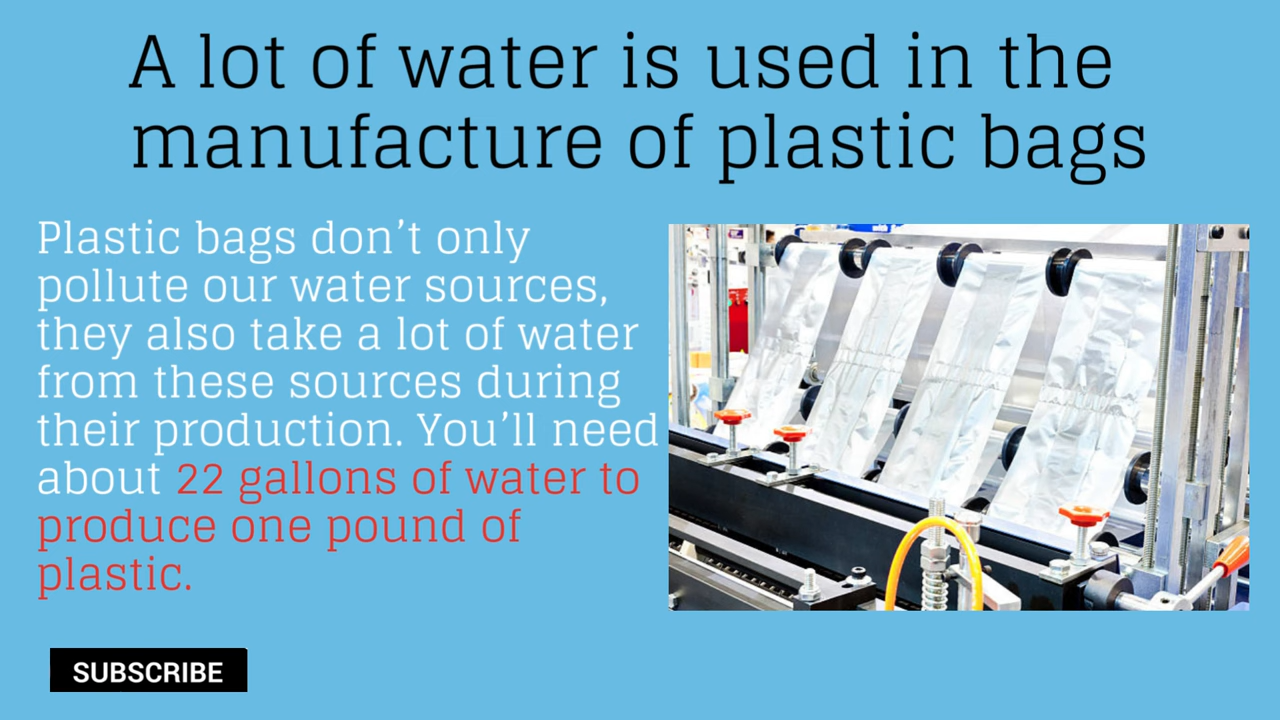 A lot of water is used in the
manufacture of plastic bags
Plastic bags don’t only
pollute our water sources,
they also take a lot of water
from these sources during
their production. You’ll need
about 22 gallons of water to
produce one pound of
plastic.
SUBSCRIBE